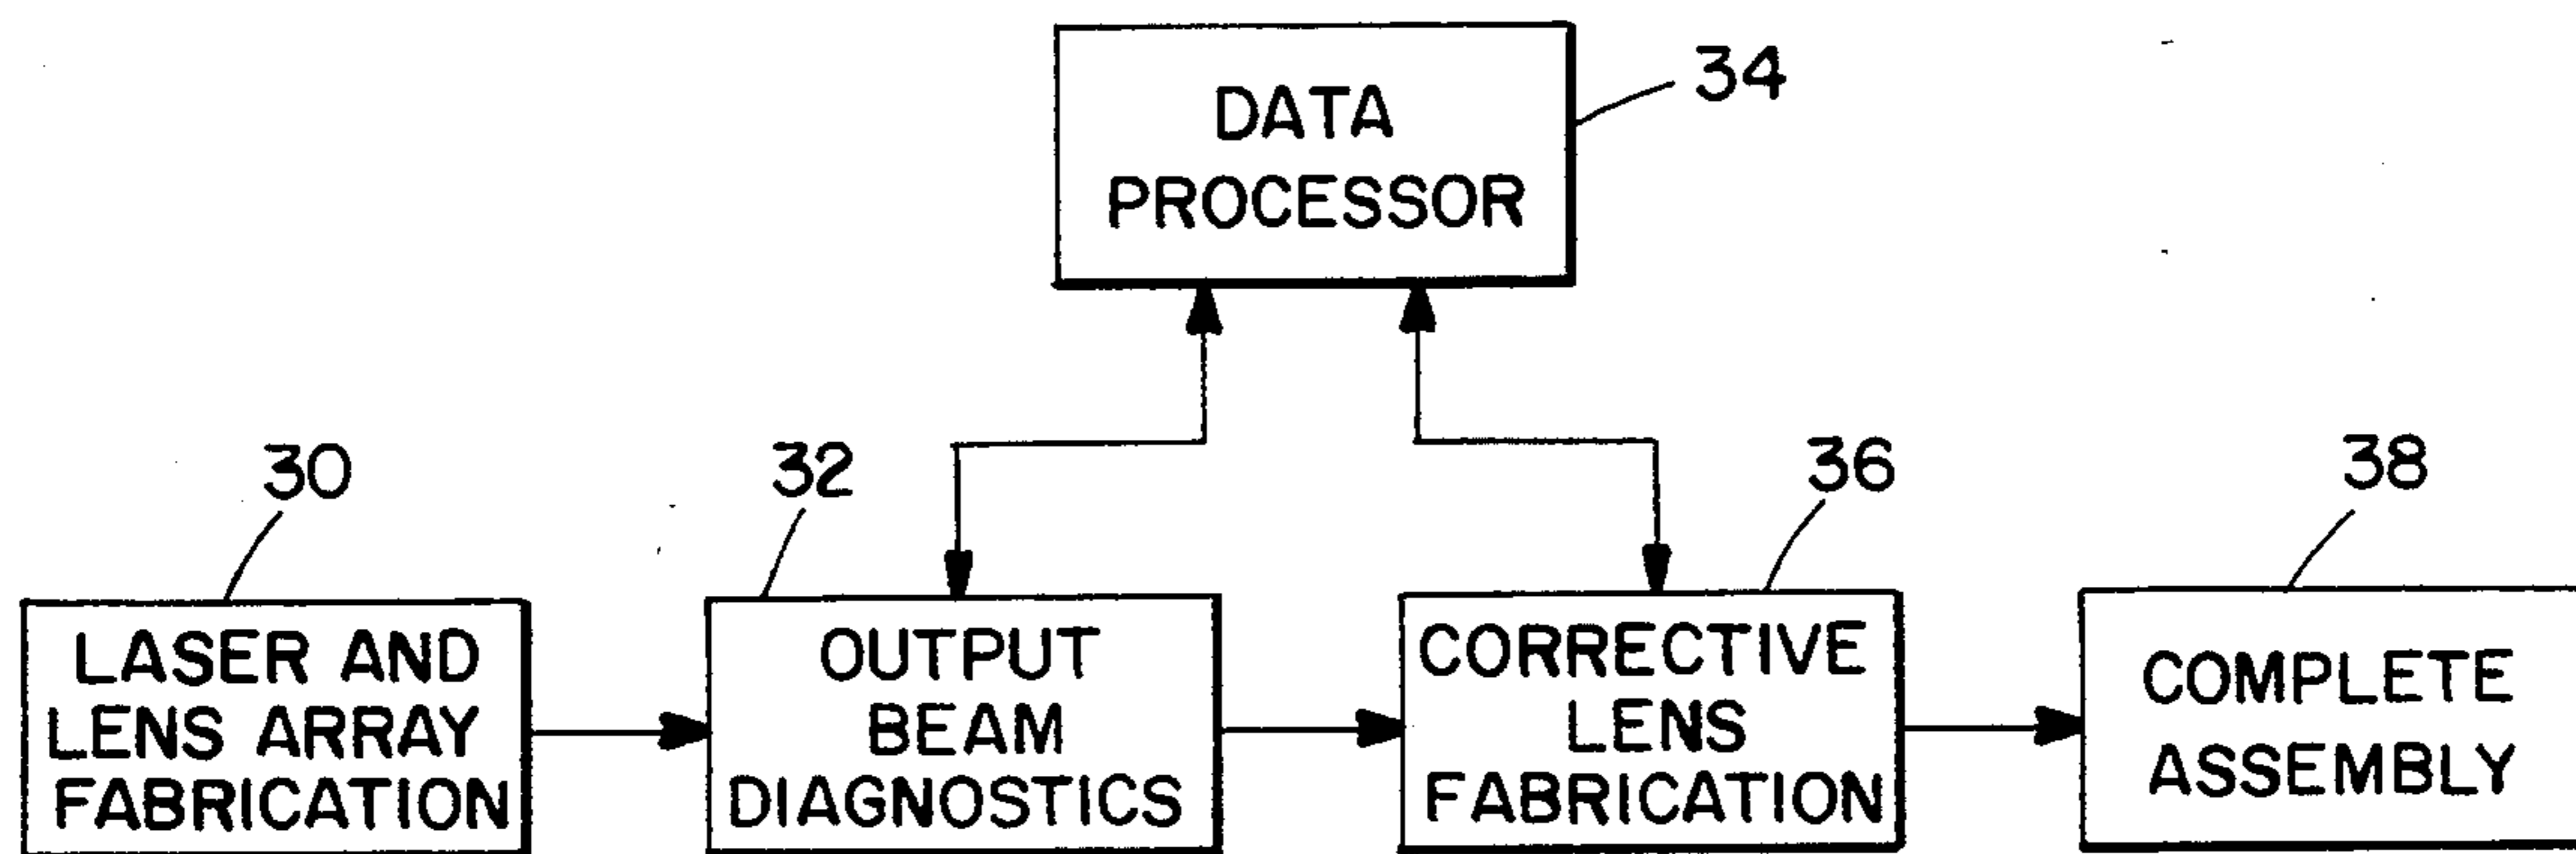 DATA
PROCESSOR
34
30
32
36
38
LASER AND
LENS ARRAY
FABRICATION
OUTPUT
BEAM
DIAGNOSTICS
CORRECTIVE
LENS
FABRICATION
COMPLETE
ASSEMBLY